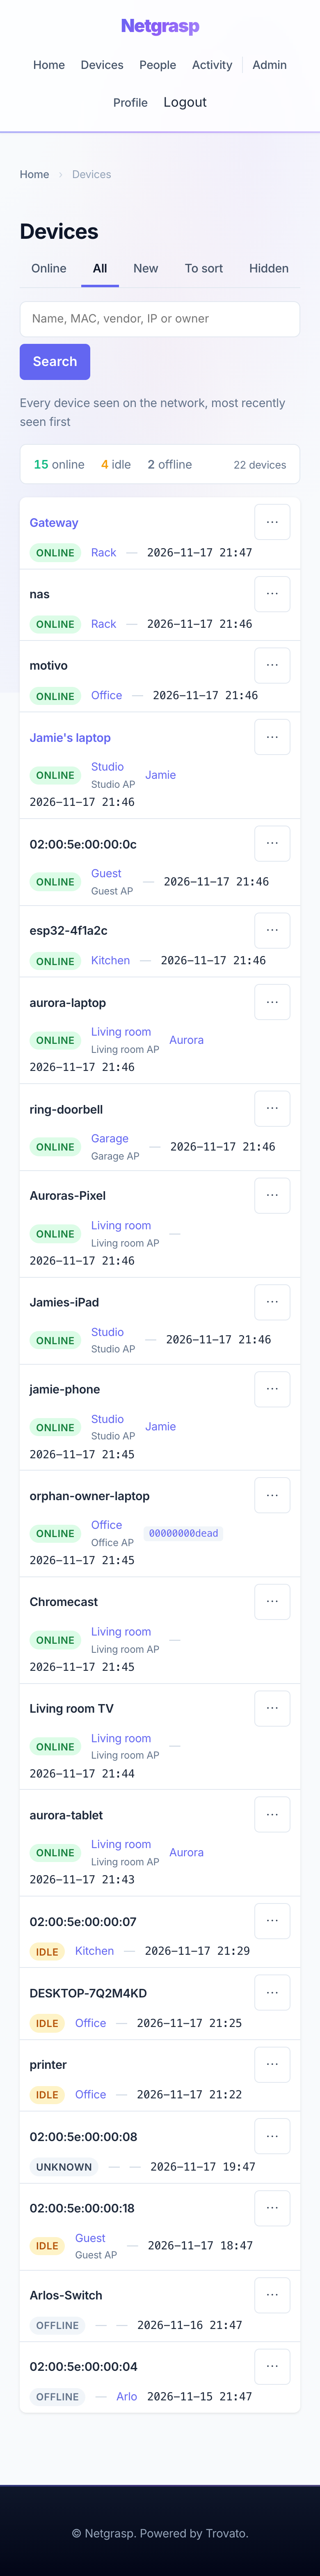 Netgrasp
Home Devices People Activity Admin
Profile Logout
Home › Devices
Devices
Online All New To sort Hidden
Name, MAC, vendor, IP or owner
Search
Every device seen on the network, most recently
seen first
15 online 4 idle 2 offline 22 devices
Gateway ···
ONLINE Rack — 2026-11-17 21:47
nas ···
ONLINE Rack — 2026-11-17 21:46
motivo ···
ONLINE Office — 2026-11-17 21:46
Jamie's laptop ···
ONLINE Studio Jamie
Studio AP
2026-11-17 21:46
02:00:5e:00:00:0c ···
ONLINE Guest — 2026-11-17 21:46
Guest AP
esp32-4f1a2c ···
ONLINE Kitchen — 2026-11-17 21:46
aurora-laptop ···
ONLINE Living room Aurora
Living room AP
2026-11-17 21:46
ring-doorbell ···
ONLINE Garage — 2026-11-17 21:46
Garage AP
Auroras-Pixel ···
ONLINE Living room —
Living room AP
2026-11-17 21:46
Jamies-iPad ···
ONLINE Studio — 2026-11-17 21:46
Studio AP
jamie-phone ···
ONLINE Studio Jamie
Studio AP
2026-11-17 21:45
orphan-owner-laptop ···
ONLINE Office 00000000dead
Office AP
2026-11-17 21:45
Chromecast ···
ONLINE Living room —
Living room AP
2026-11-17 21:45
Living room TV ···
ONLINE Living room —
Living room AP
2026-11-17 21:44
aurora-tablet ···
ONLINE Living room Aurora
Living room AP
2026-11-17 21:43
02:00:5e:00:00:07 ···
IDLE Kitchen — 2026-11-17 21:29
DESKTOP-7Q2M4KD ···
IDLE Office — 2026-11-17 21:25
printer ···
IDLE Office — 2026-11-17 21:22
02:00:5e:00:00:08 ···
UNKNOWN — — 2026-11-17 19:47
02:00:5e:00:00:18 ···
IDLE Guest — 2026-11-17 18:47
Guest AP
Arlos-Switch ···
OFFLINE — — 2026-11-16 21:47
02:00:5e:00:00:04 ···
OFFLINE — Arlo 2026-11-15 21:47
© Netgrasp. Powered by Trovato.